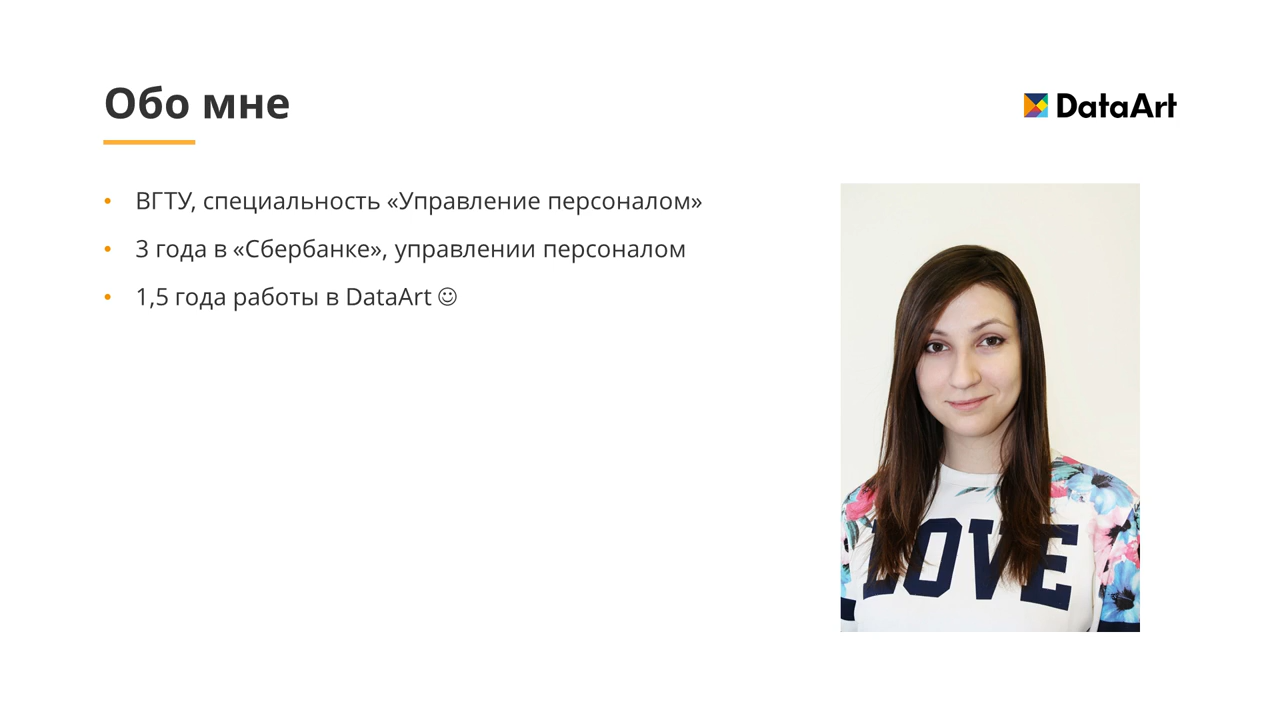 Обо мне
DataArt
• ВГТУ, специальность «Управление персоналом»
• 3 года в «Сбербанке», управлении персоналом
• 1,5 года работы в DataArt ☺
LOVE